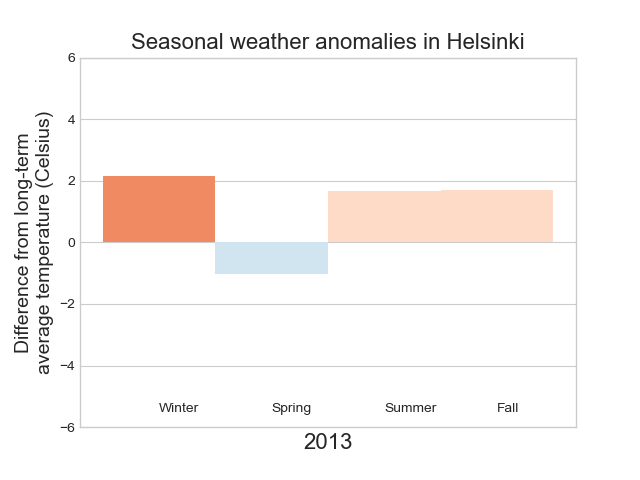 Seasonal weather anomalies in Helsinki
Difference from long-term
average temperature (Celsius)
6
4
2
0
−2
−4
−6
Winter Spring Summer Fall
2013